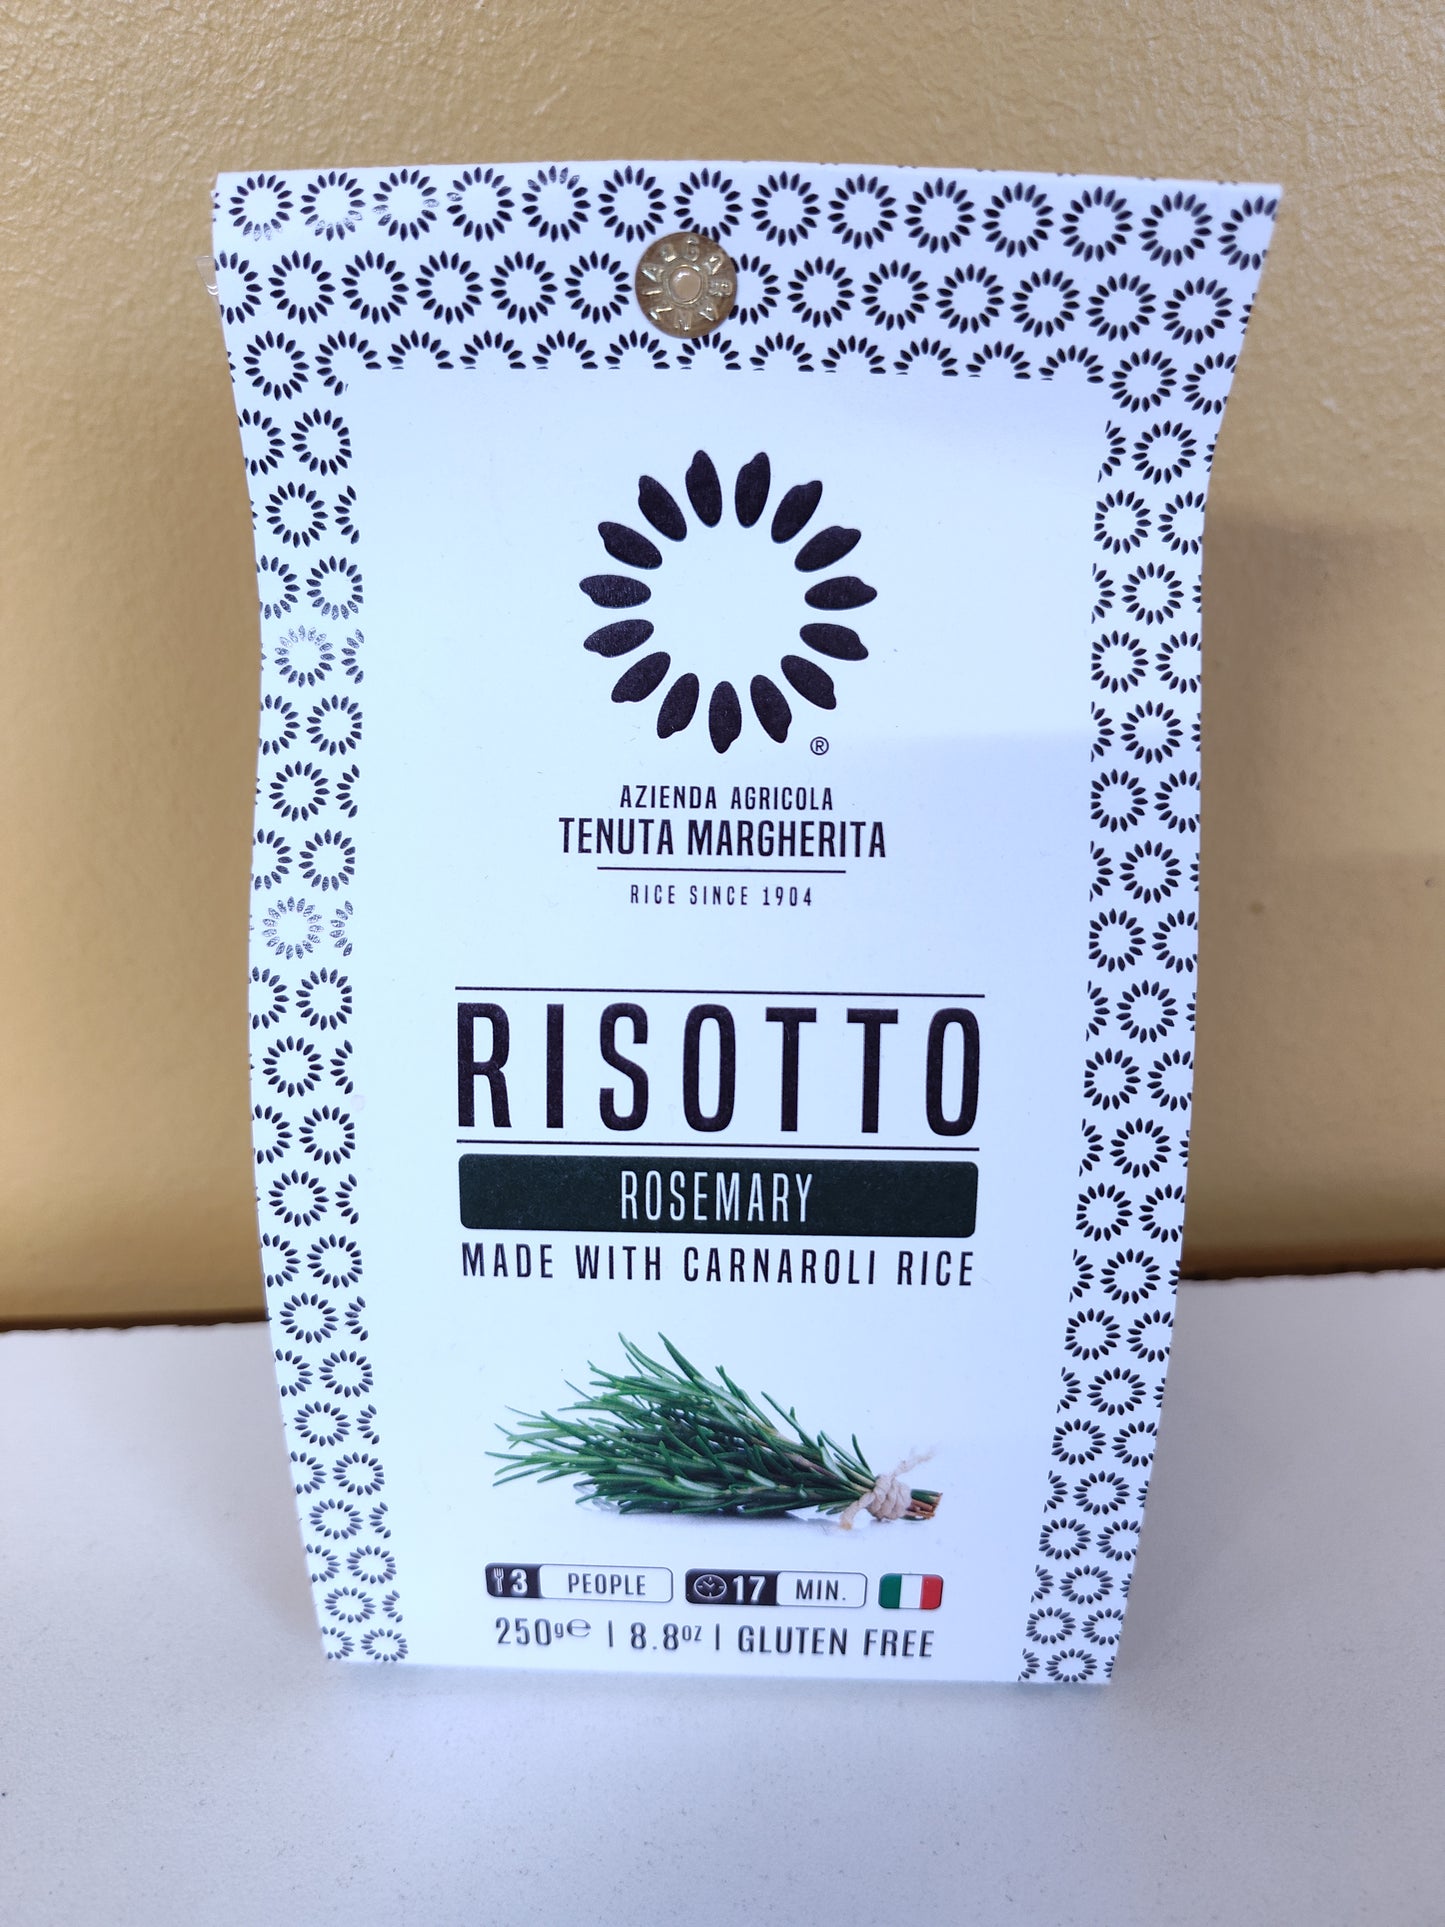 ®
AZIENDA AGRICOLA
TENUTA MARGHERITA
RICE SINCE 1904
RISOTTO
ROSEMARY
MADE WITH CARNAROLI RICE
3 PEOPLE 17 MIN.
250g℮ | 8.8oz | GLUTEN FREE